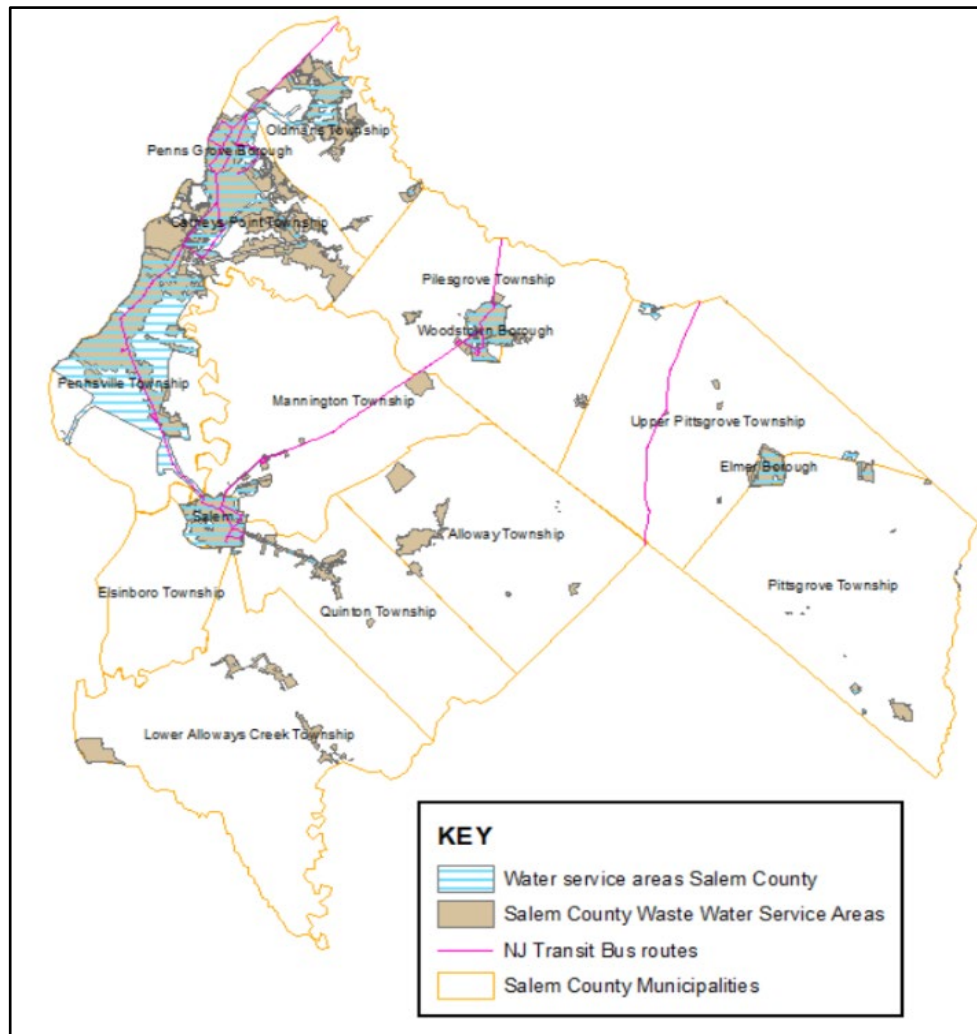 Oldmans Township
Penns Grove Borough
Carneys Point Township
Pilesgrove Township
Woodstown Borough
Pennsville Township
Mannington Township
Upper Pittsgrove Township
Elmer Borough
Salem
Alloway Township
Elsinboro Township
Quinton Township
Pittsgrove Township
Lower Alloways Creek Township
KEY
Water service areas Salem County
Salem County Waste Water Service Areas
NJ Transit Bus routes
Salem County Municipalities